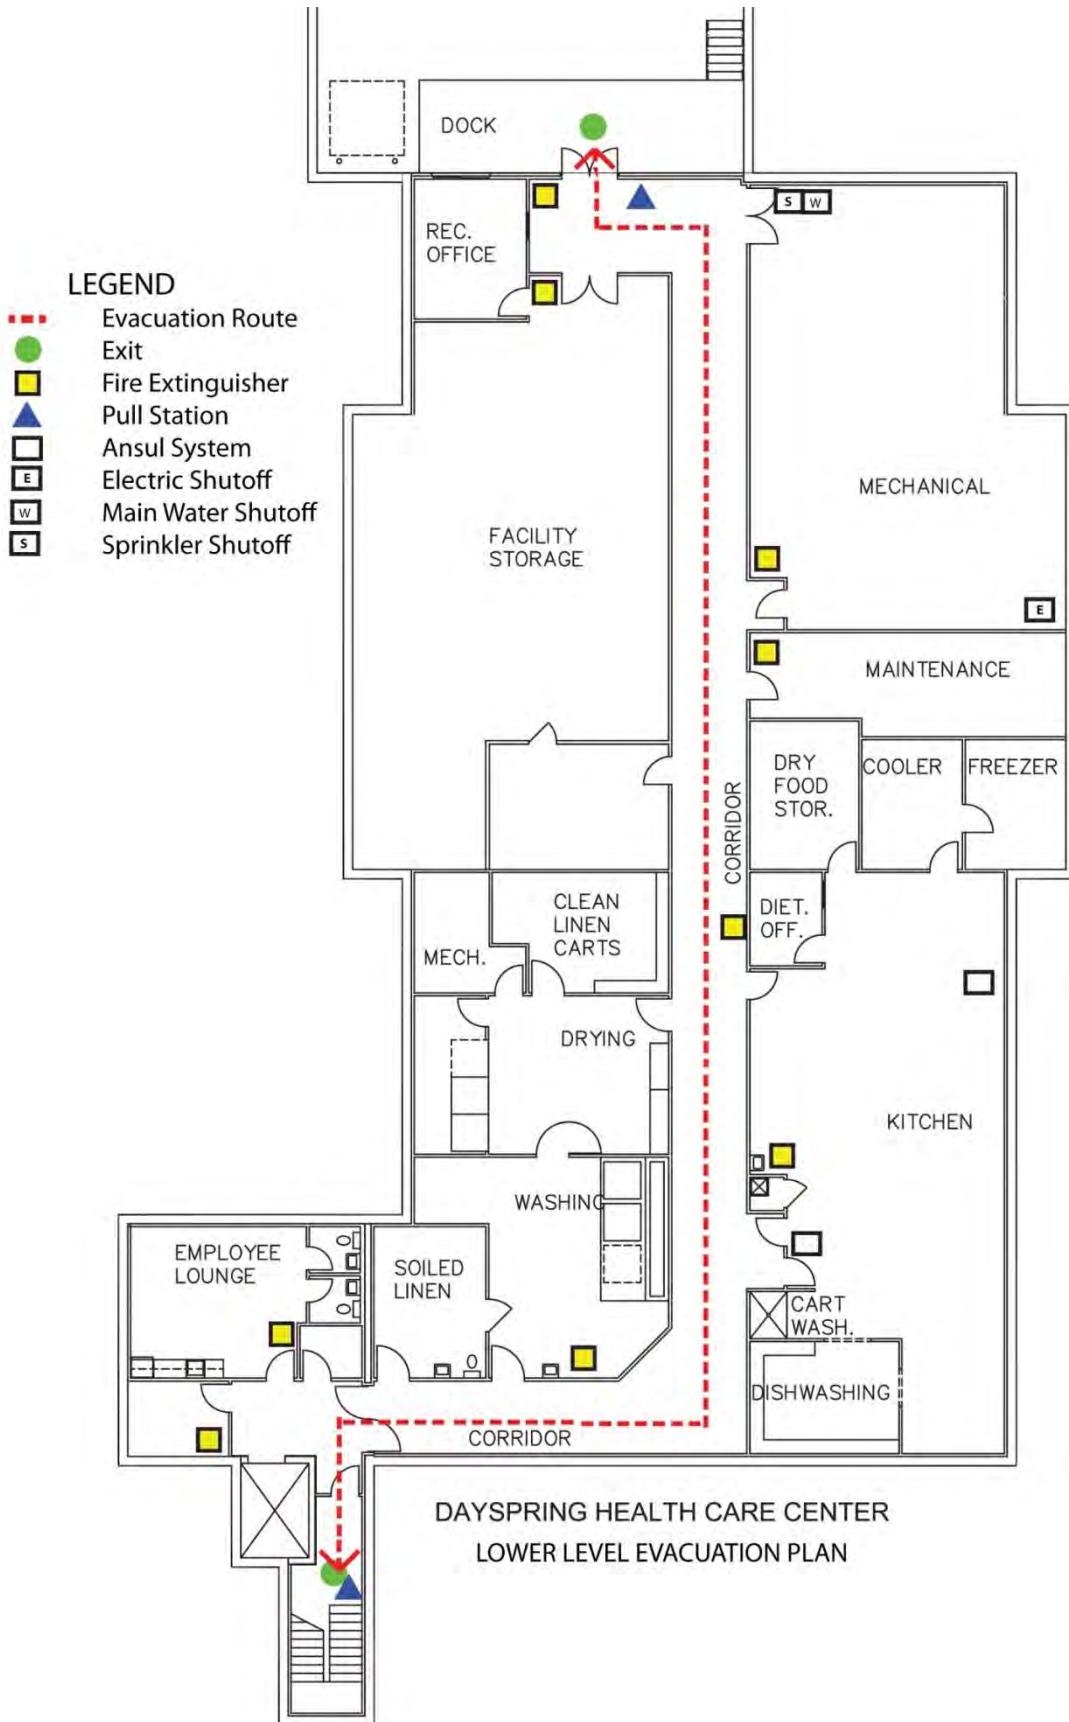 DOCK
REC.
OFFICE
S
W
LEGEND
Evacuation Route
Exit
Fire Extinguisher
Pull Station
Ansul System
E
Electric Shutoff
W
Main Water Shutoff
S
Sprinkler Shutoff
MECHANICAL
FACILITY
STORAGE
E
MAINTENANCE
DRY
FOOD
STOR.
COOLER
FREEZER
CORRIDOR
CLEAN
LINEN
CARTS
DIET.
OFF.
MECH.
DRYING
KITCHEN
WASHING
EMPLOYEE
LOUNGE
SOILED
LINEN
CART
WASH.
DISHWASHING
CORRIDOR
DAYSPRING HEALTH CARE CENTER
LOWER LEVEL EVACUATION PLAN